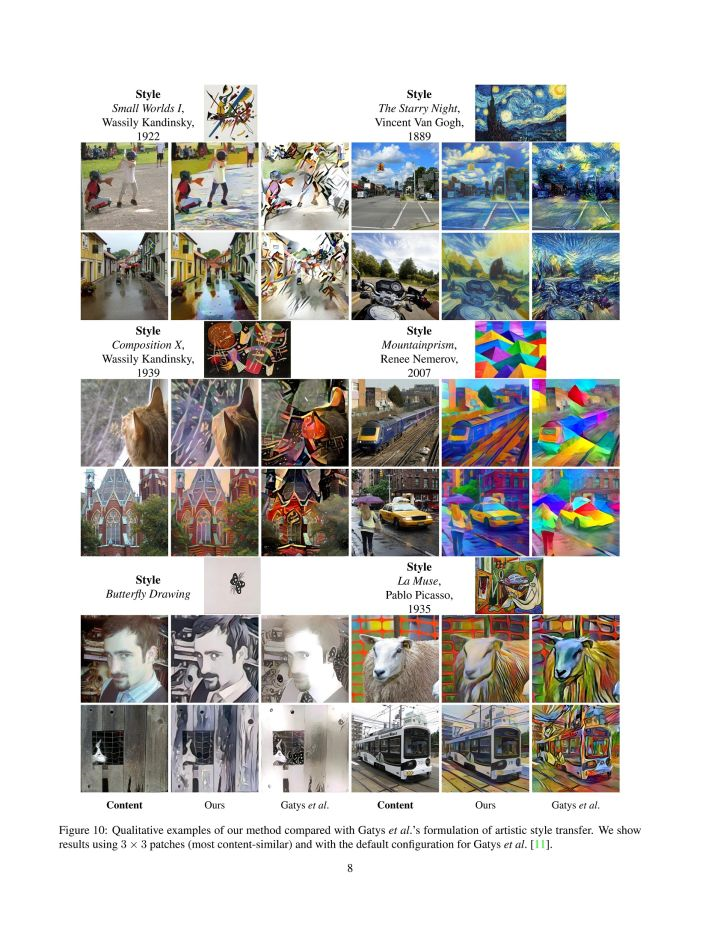 Style
Small Worlds I,
Wassily Kandinsky,
1922
Style
The Starry Night,
Vincent Van Gogh,
1889
Style
Composition X,
Wassily Kandinsky,
1939
Style
Mountainprism,
Renee Nemerov,
2007
Style
Butterfly Drawing
Style
La Muse,
Pablo Picasso,
1935
Content
Ours
Gatys et al.
Content
Ours
Gatys et al.
Figure 10: Qualitative examples of our method compared with Gatys et al.’s formulation of artistic style transfer. We show
results using 3 × 3 patches (most content-similar) and with the default configuration for Gatys et al. [11].
8